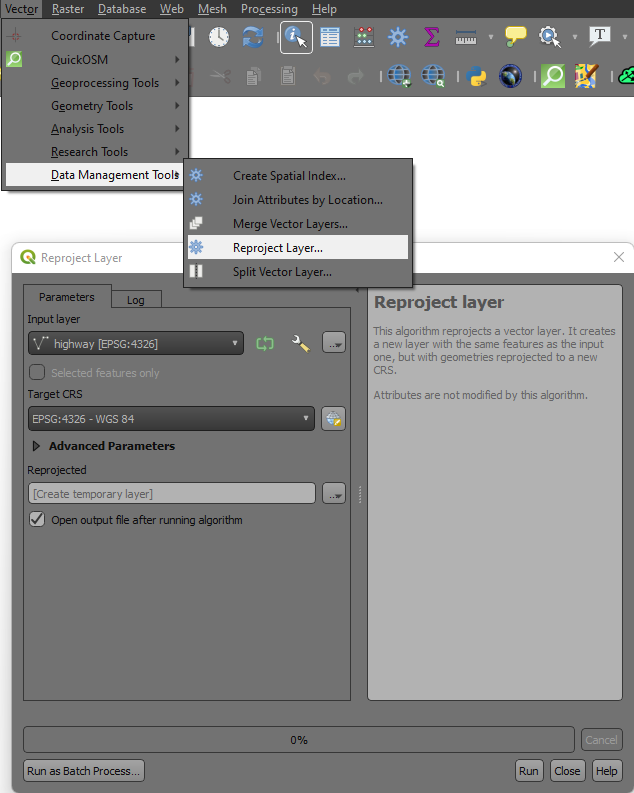 Vector Raster Database Web Mesh Processing Help
Coordinate Capture
QuickOSM
Geoprocessing Tools
Geometry Tools
Analysis Tools
Research Tools
Data Management Tools
Create Spatial Index...
Join Attributes by Location...
Merge Vector Layers...
Reproject Layer...
Split Vector Layer...
Reproject Layer
Parameters Log
Input layer
highway [EPSG:4326]
...
Selected features only
Target CRS
EPSG:4326 - WGS 84
Advanced Parameters
Reprojected
[Create temporary layer]
...
Open output file after running algorithm
Reproject layer
This algorithm reprojects a vector layer. It creates
a new layer with the same features as the input
one, but with geometries reprojected to a new
CRS.
Attributes are not modified by this algorithm.
0%
Cancel
Run as Batch Process...
Run Close Help